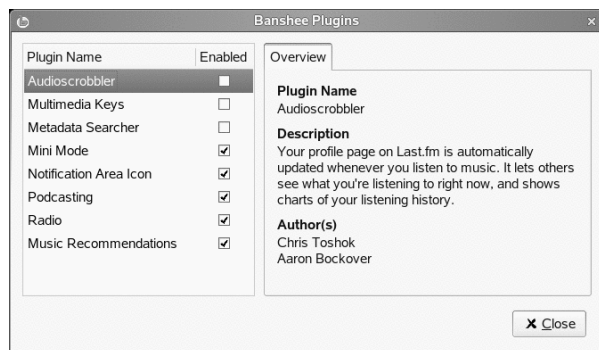 Banshee Plugins
Plugin Name Enabled
Audioscrobbler
Multimedia Keys
Metadata Searcher
Mini Mode
Notification Area Icon
Podcasting
Radio
Music Recommendations
Overview
Plugin Name
Audioscrobbler
Description
Your profile page on Last.fm is automatically
updated whenever you listen to music. It lets others
see what you're listening to right now, and shows
charts of your listening history.
Author(s)
Chris Toshok
Aaron Bockover
Close